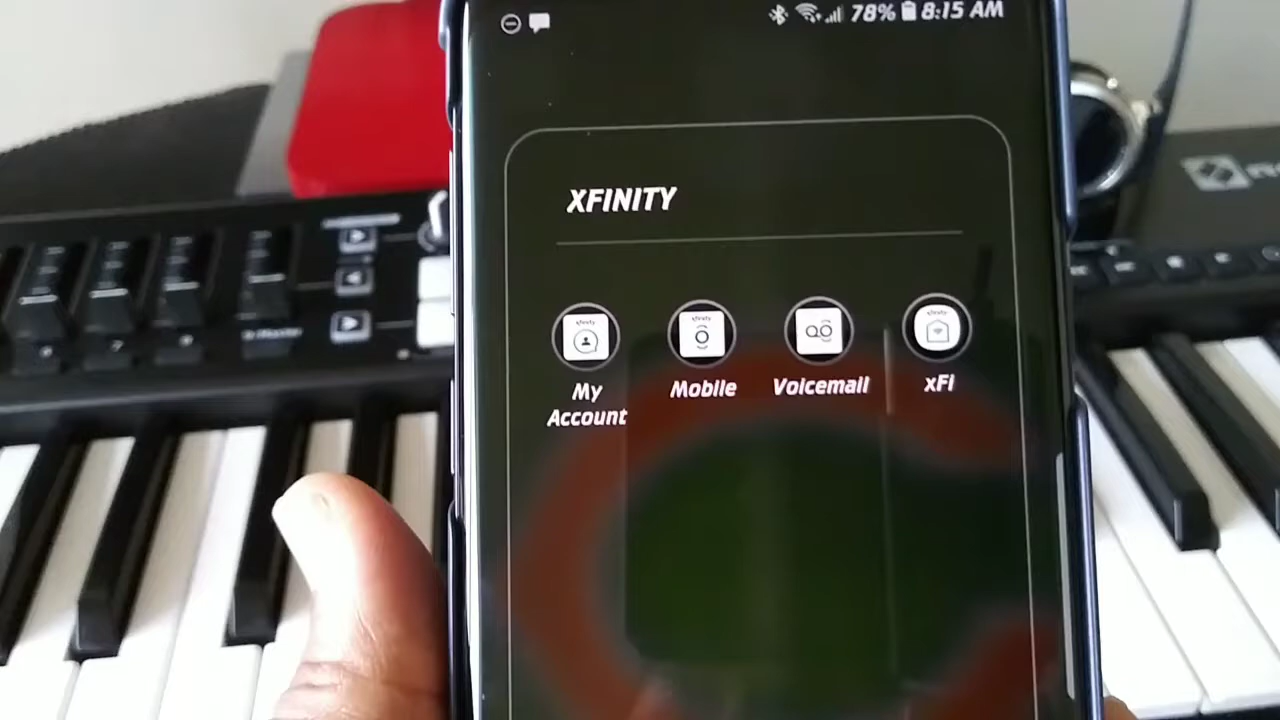 78% 8:15 AM
XFINITY
My Account
Mobile
Voicemail
xFi